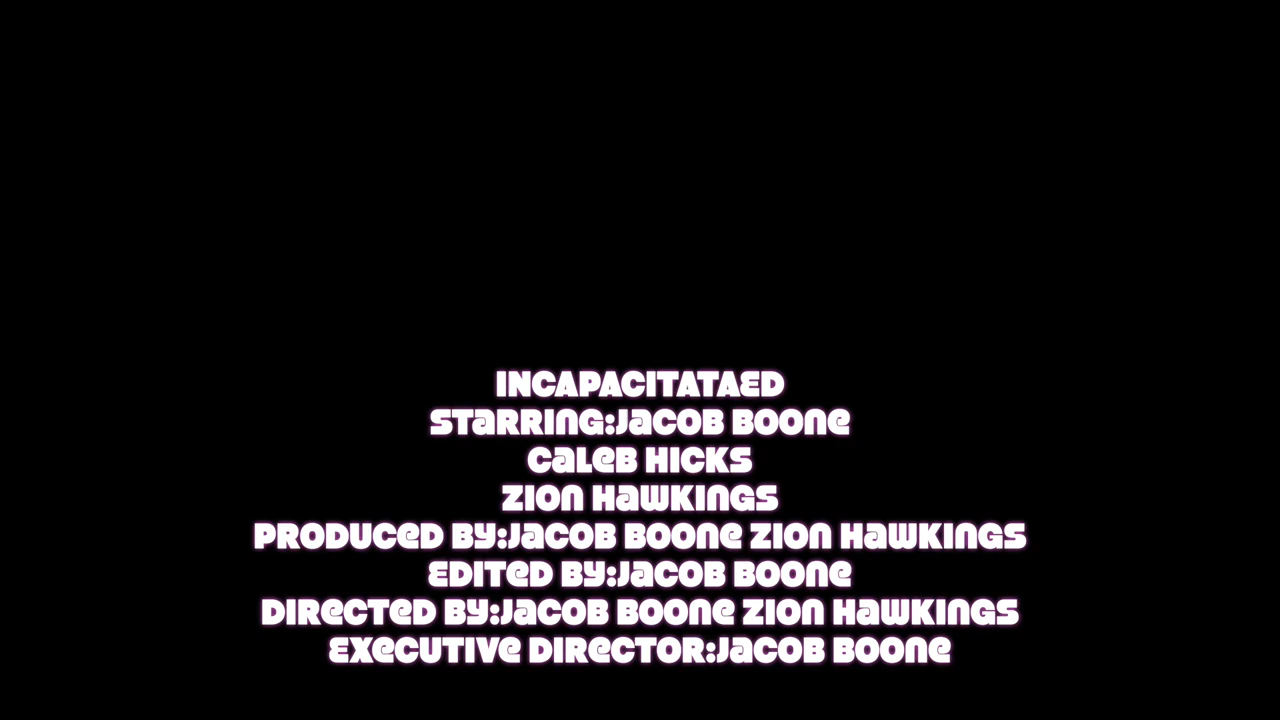 INCAPACITATAED
Starring:Jacob Boone
Caleb Hicks
Zion Hawkings
Produced By:Jacob Boone Zion Hawkings
Edited By:Jacob Boone
Directed By:Jacob Boone Zion Hawkings
Executive Director:Jacob Boone